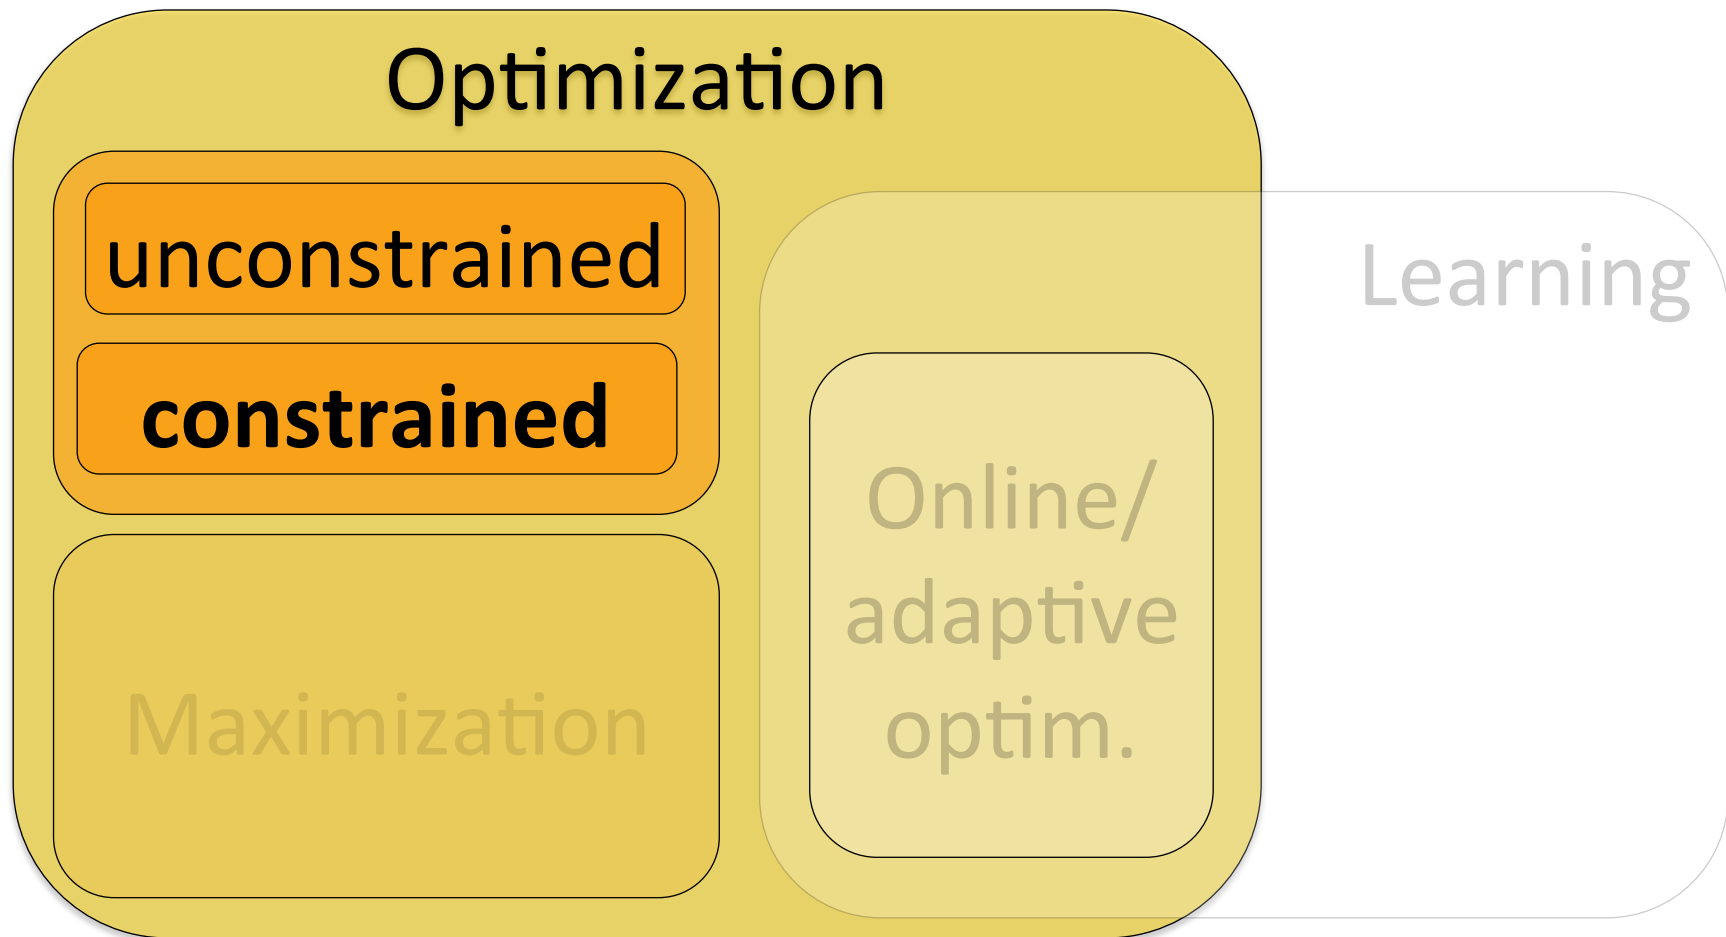 Optimization
unconstrained
Learning
constrained
Online/
adaptive
optim.
Maximization